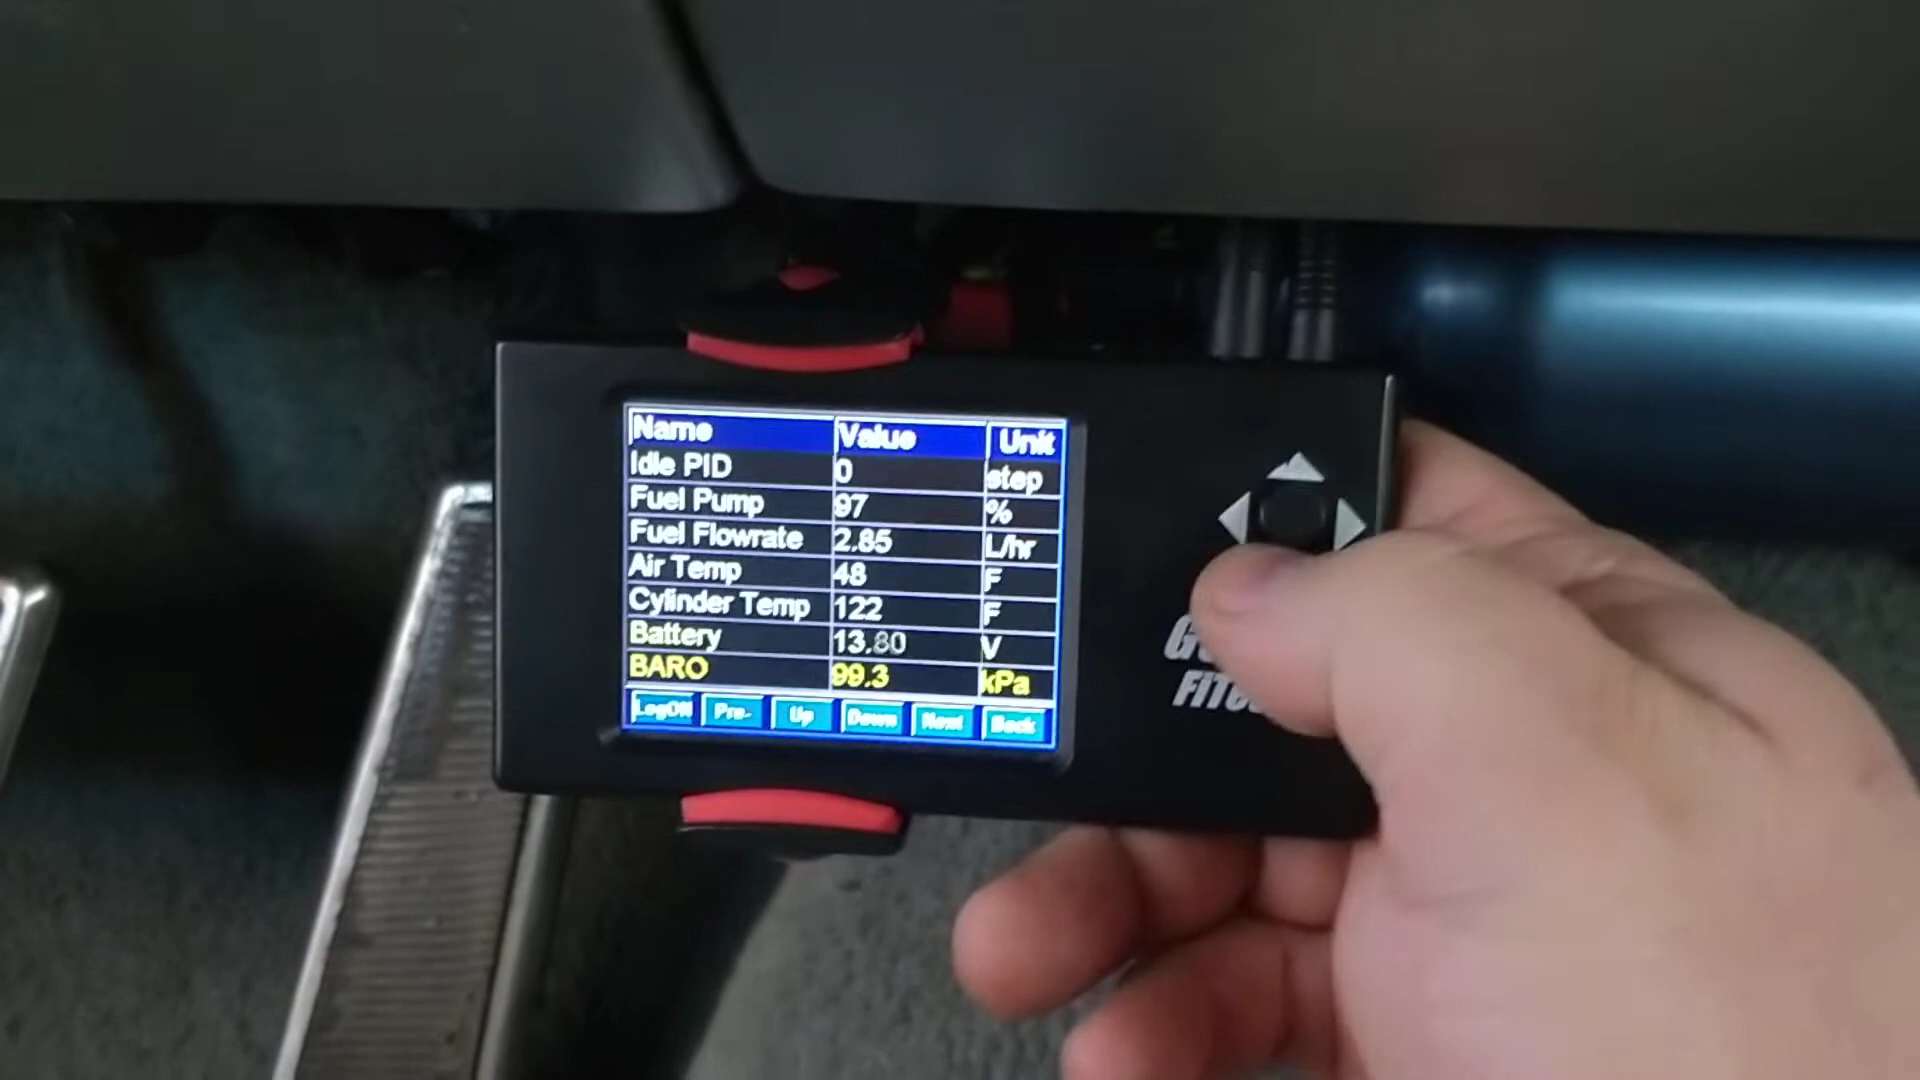 Name Value Unit
Idle PID 0 step
Fuel Pump 97 %
Fuel Flowrate 2.85 L/hr
Air Temp 48 F
Cylinder Temp 122 F
Battery 13.80 V
BARO 99.3 kPa
LogON Pre- Up Down Next Back